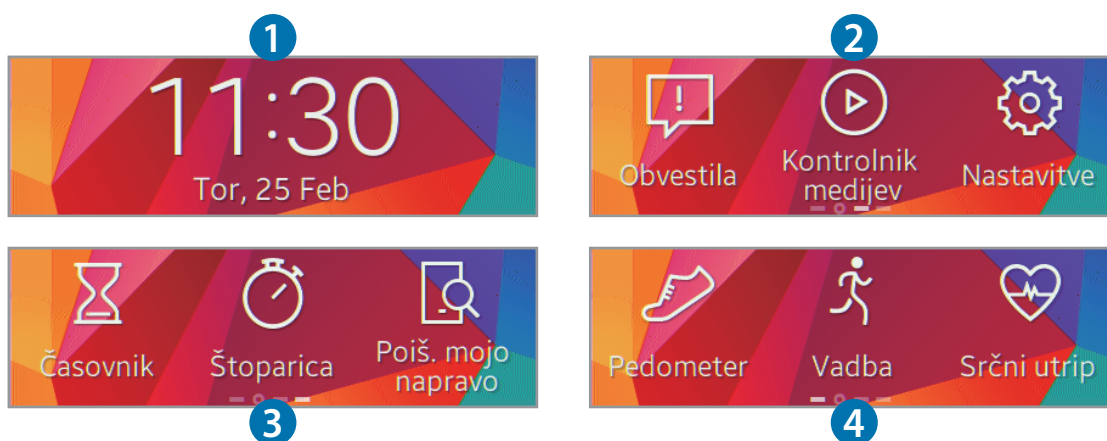 1
11:30
Tor, 25 Feb
2
Obvestila
Kontrolnik
medijev
Nastavitve
Časovnik
Štoparica
Poiš. mojo
napravo
3
Pedometer
Vadba
Srčni utrip
4